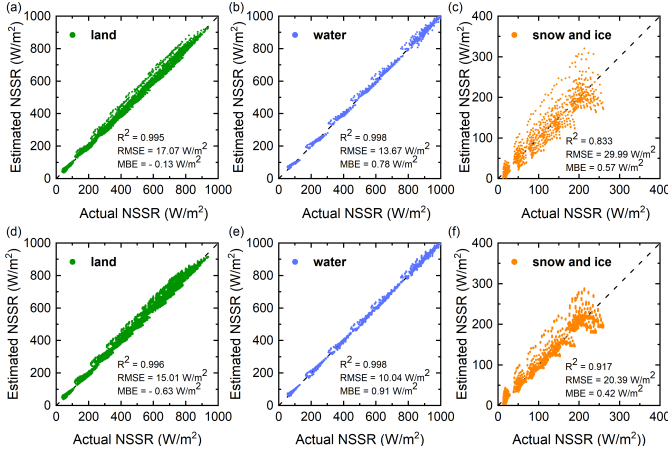 (a)
1000
800
600
400
200
0
Estimated NSSR (W/m²)
land
R² = 0.995
RMSE = 17.07 W/m²
MBE = - 0.13 W/m²
0 200 400 600 800 1000
Actual NSSR (W/m²)
(b)
1000
800
600
400
200
0
Estimated NSSR (W/m²)
water
R² = 0.998
RMSE = 13.67 W/m²
MBE = 0.78 W/m²
0 200 400 600 800 1000
Actual NSSR (W/m²)
(c)
400
300
200
100
0
Estimated NSSR (W/m²)
snow and ice
R² = 0.833
RMSE = 29.99 W/m²
MBE = 0.57 W/m²
0 100 200 300 400
Actual NSSR (W/m²)
(d)
1000
800
600
400
200
0
Estimated NSSR (W/m²)
land
R² = 0.996
RMSE = 15.01 W/m²
MBE = - 0.63 W/m²
0 200 400 600 800 1000
Actual NSSR (W/m²)
(e)
1000
800
600
400
200
0
Estimated NSSR (W/m²)
water
R² = 0.998
RMSE = 10.04 W/m²
MBE = 0.91 W/m²
0 200 400 600 800 1000
Actual NSSR (W/m²)
(f)
400
300
200
100
0
Estimated NSSR (W/m²)
snow and ice
R² = 0.917
RMSE = 20.39 W/m²
MBE = 0.42 W/m²
0 100 200 300 400
Actual NSSR (W/m²))